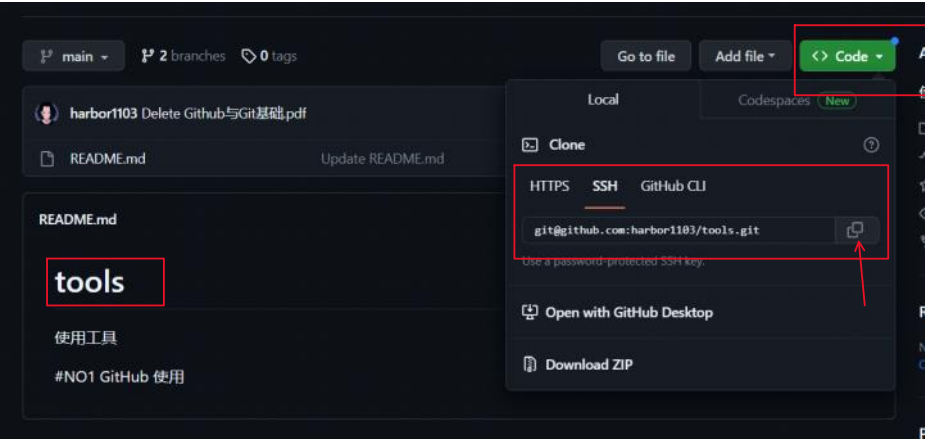 main 2 branches 0 tags Go to file Add file <> Code
harbor1103 Delete Github与Git基础.pdf
README.md Update README.md
Local Codespaces New
Clone
HTTPS SSH GitHub CLI
git@github.com:harbor1103/tools.git
Use a password-protected SSH key.
Open with GitHub Desktop
Download ZIP
README.md
tools
使用工具
#NO1 GitHub 使用